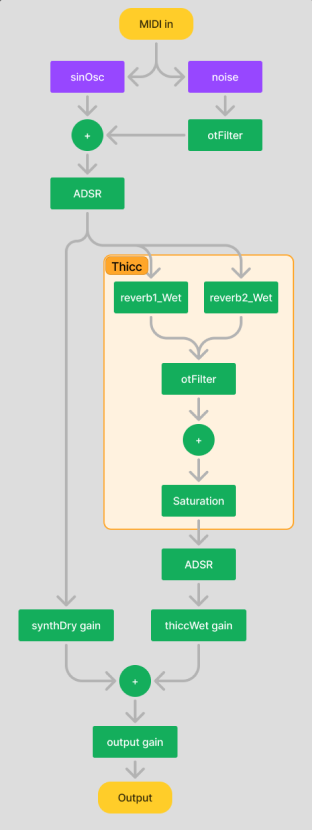 MIDI in
sinOsc
noise
+
otFilter
ADSR
Thicc
reverb1_Wet
reverb2_Wet
otFilter
+
Saturation
ADSR
synthDry gain
thiccWet gain
+
output gain
Output